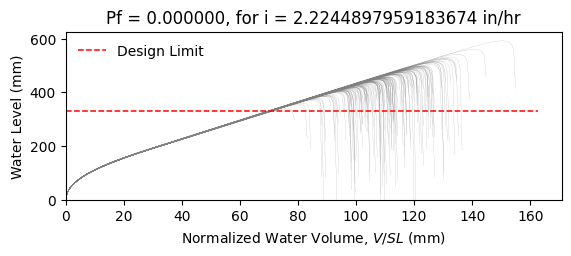 Pf = 0.000000, for i = 2.2244897959183674 in/hr
Water Level (mm)
600
400
200
0
Design Limit
0 20 40 60 80 100 120 140 160
Normalized Water Volume, V/SL (mm)